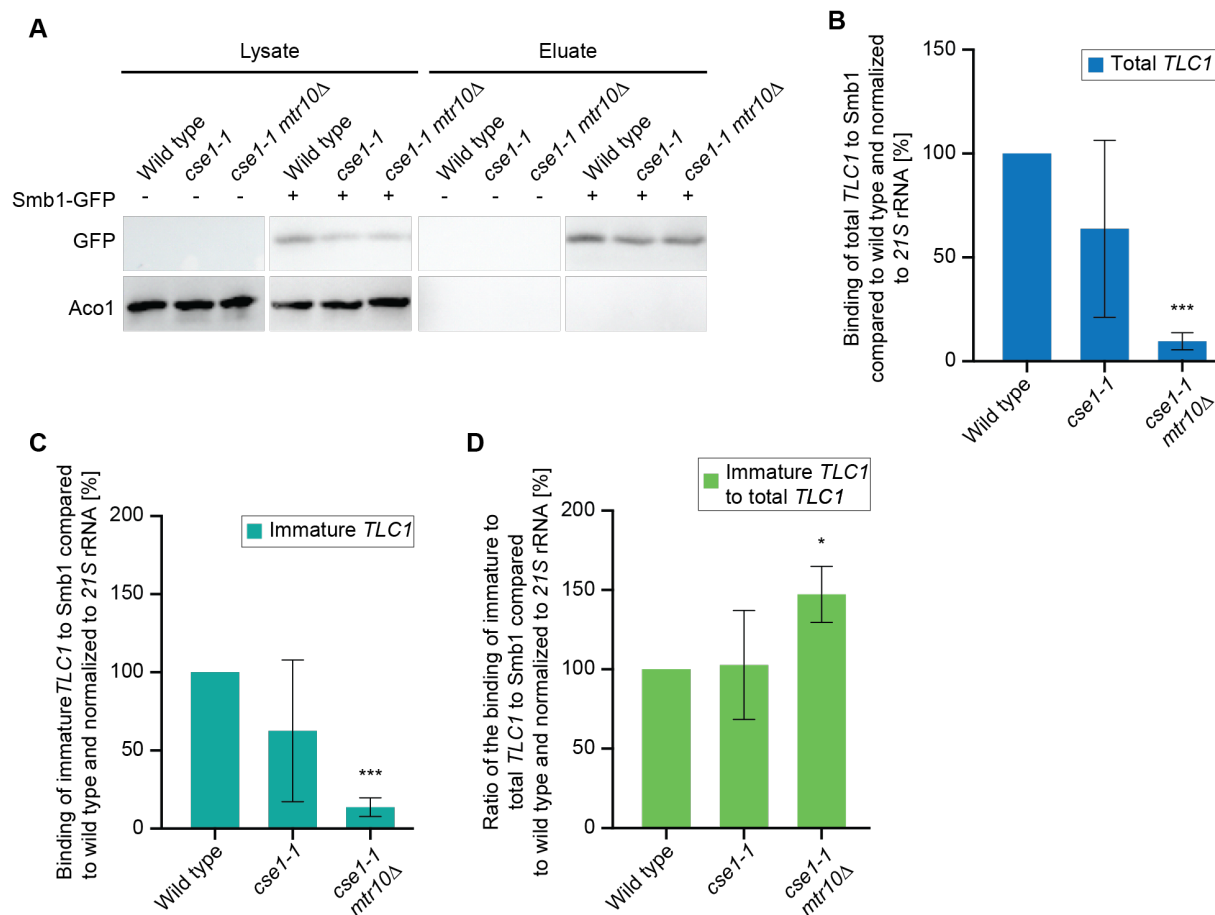 A
Lysate
Eluate
Wild type
cse1-1
cse1-1 mtr10Δ
Wild type
cse1-1
cse1-1 mtr10Δ
Wild type
cse1-1
cse1-1 mtr10Δ
Wild type
cse1-1
cse1-1 mtr10Δ
Smb1-GFP - - - + + + - - - + + +
GFP
Aco1
B
Binding of total TLC1 to Smb1
compared to wild type and normalized
to 21S rRNA [%]
150
100
50
0
Total TLC1
***
Wild type
cse1-1
cse1-1
mtr10Δ
C
Binding of immature TLC1 to Smb1 compared
to wild type and normalized to 21S rRNA [%]
200
150
100
50
0
Immature TLC1
***
Wild type
cse1-1
cse1-1
mtr10Δ
D
Ratio of the binding of immature to
total TLC1 to Smb1 compared
to wild type and normalized to 21S rRNA [%]
200
150
100
50
0
Immature TLC1
to total TLC1
*
Wild type
cse1-1
cse1-1
mtr10Δ